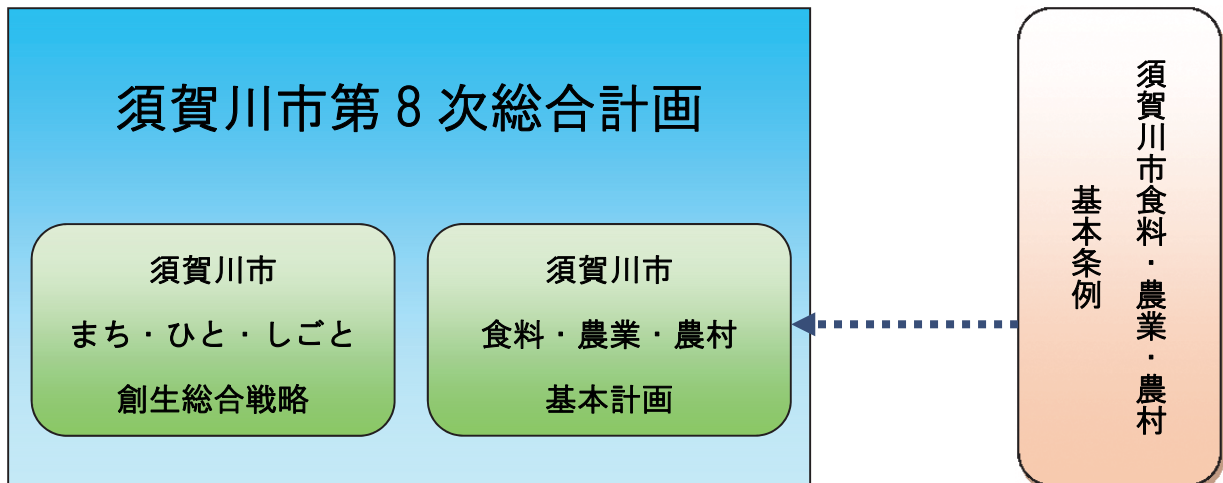 須賀川市第８次総合計画
須賀川市
まち・ひと・しごと
創生総合戦略
須賀川市
食料・農業・農村
基本計画
須賀川市食料・農業・農村
基本条例